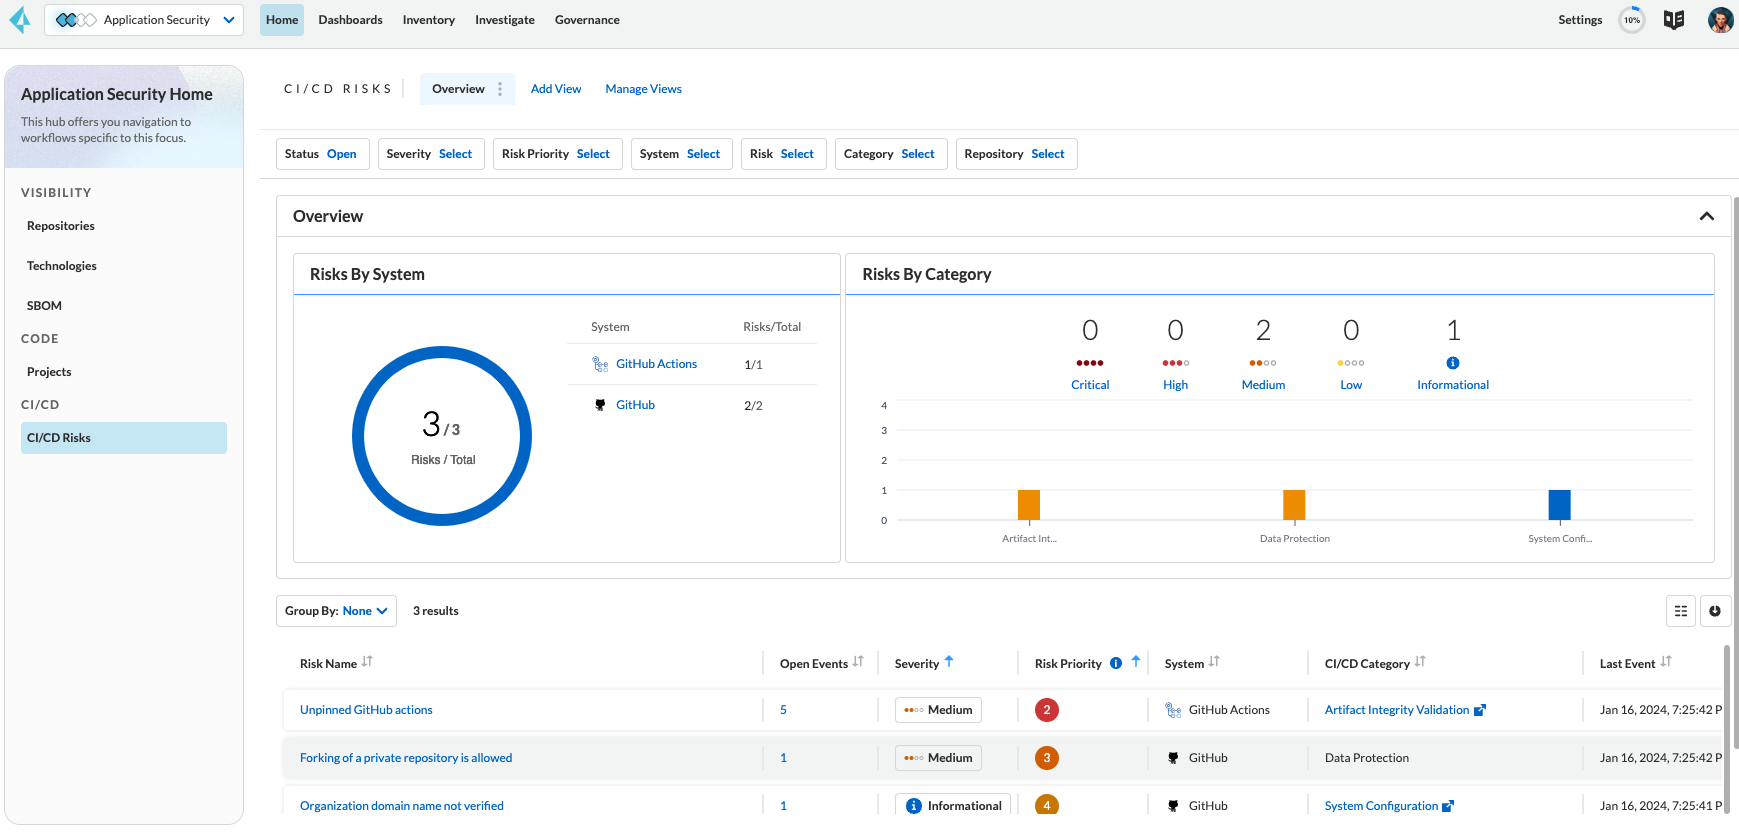 Application Security
Home
Dashboards
Inventory
Investigate
Governance
Settings
10%
Application Security Home
This hub offers you navigation to
workflows specific to this focus.
VISIBILITY
Repositories
Technologies
SBOM
CODE
Projects
CI/CD
CI/CD Risks
CI/CD RISKS
Overview
Add View
Manage Views
Status Open
Severity Select
Risk Priority Select
System Select
Risk Select
Category Select
Repository Select
Overview
Risks By System
3 / 3
Risks / Total
System Risks/Total
GitHub Actions 1/1
GitHub 2/2
Risks By Category
0 0 2 0 1
Critical High Medium Low Informational
4
3
2
1
0
Artifact Int... Data Protection System Confi...
Group By: None
3 results
Risk Name Open Events Severity Risk Priority System CI/CD Category Last Event
Unpinned GitHub actions 5 Medium 2 GitHub Actions Artifact Integrity Validation Jan 16, 2024, 7:25:42 P
Forking of a private repository is allowed 1 Medium 3 GitHub Data Protection Jan 16, 2024, 7:25:42 P
Organization domain name not verified 1 Informational 4 GitHub System Configuration Jan 16, 2024, 7:25:41 P